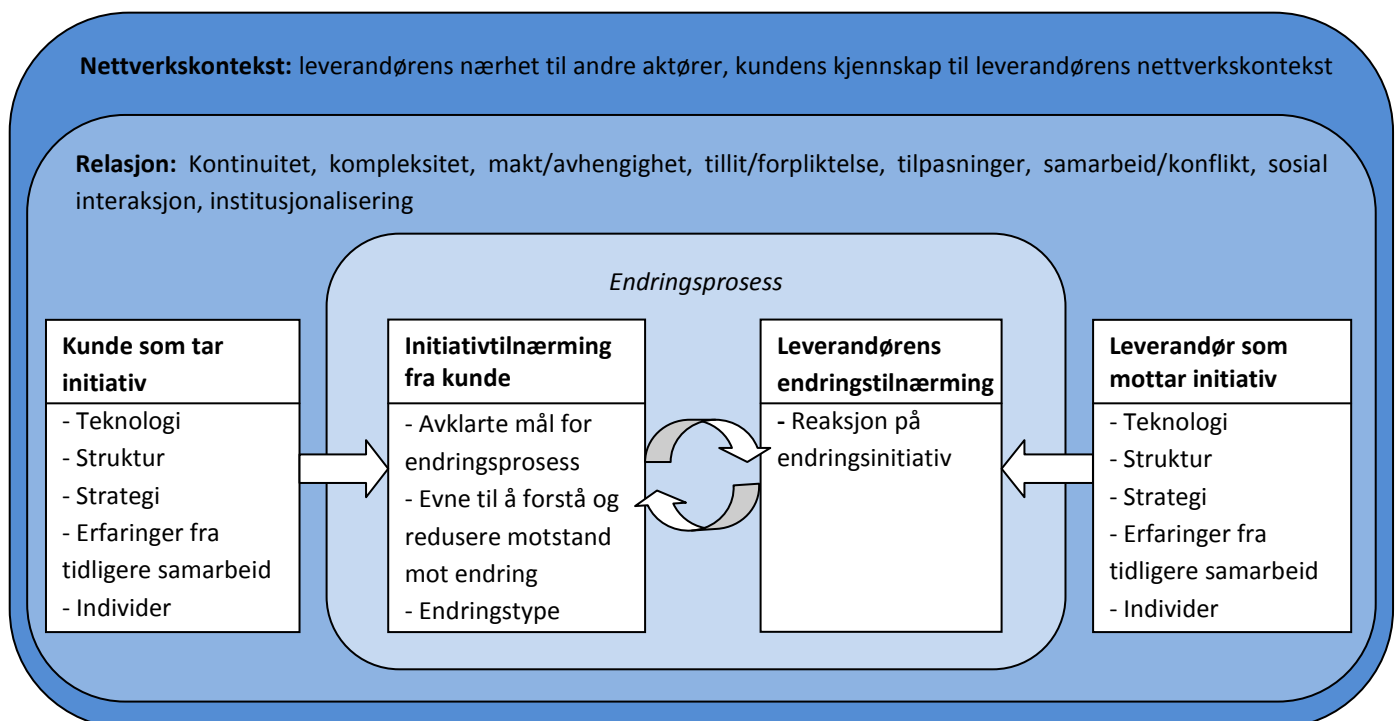 Nettverkskontekst: leverandørens nærhet til andre aktører, kundens kjennskap til leverandørens nettverkskontekst
Relasjon: Kontinuitet, kompleksitet, makt/avhengighet, tillit/forpliktelse, tilpasninger, samarbeid/konflikt, sosial
interaksjon, institusjonalisering
Endringsprosess
Kunde som tar
initiativ
- Teknologi
- Struktur
- Strategi
- Erfaringer fra
tidligere samarbeid
- Individer
Initiativtilnærming
fra kunde
- Avklarte mål for
endringsprosess
- Evne til å forstå og
redusere motstand
mot endring
- Endringstype
Leverandørens
endringstilnærming
- Reaksjon på
endringsinitiativ
Leverandør som
mottar initiativ
- Teknologi
- Struktur
- Strategi
- Erfaringer fra
tidligere samarbeid
- Individer